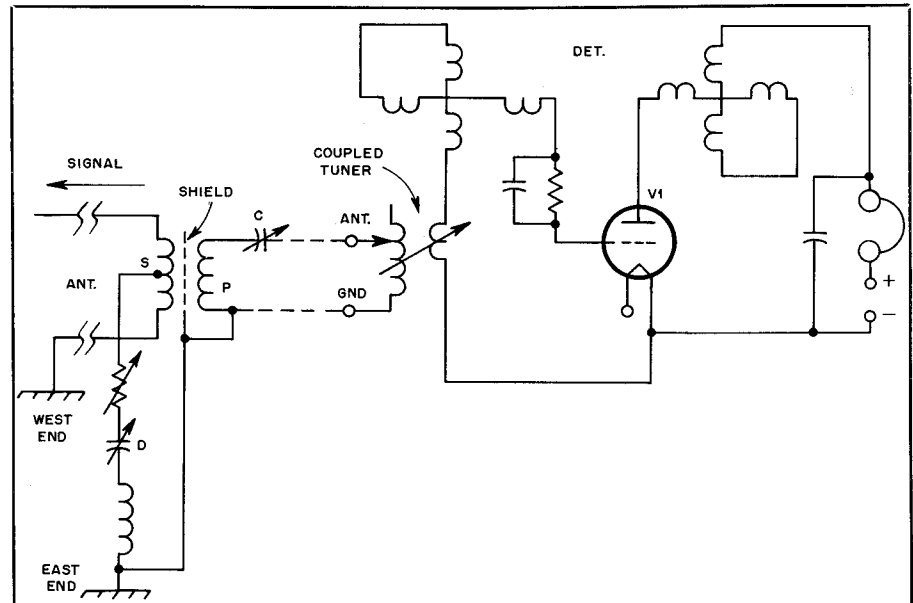 DET.
SIGNAL
SHIELD
COUPLED
TUNER
V1
C
ANT.
S
P
ANT.
GND
+
−
WEST
END
D
EAST
END